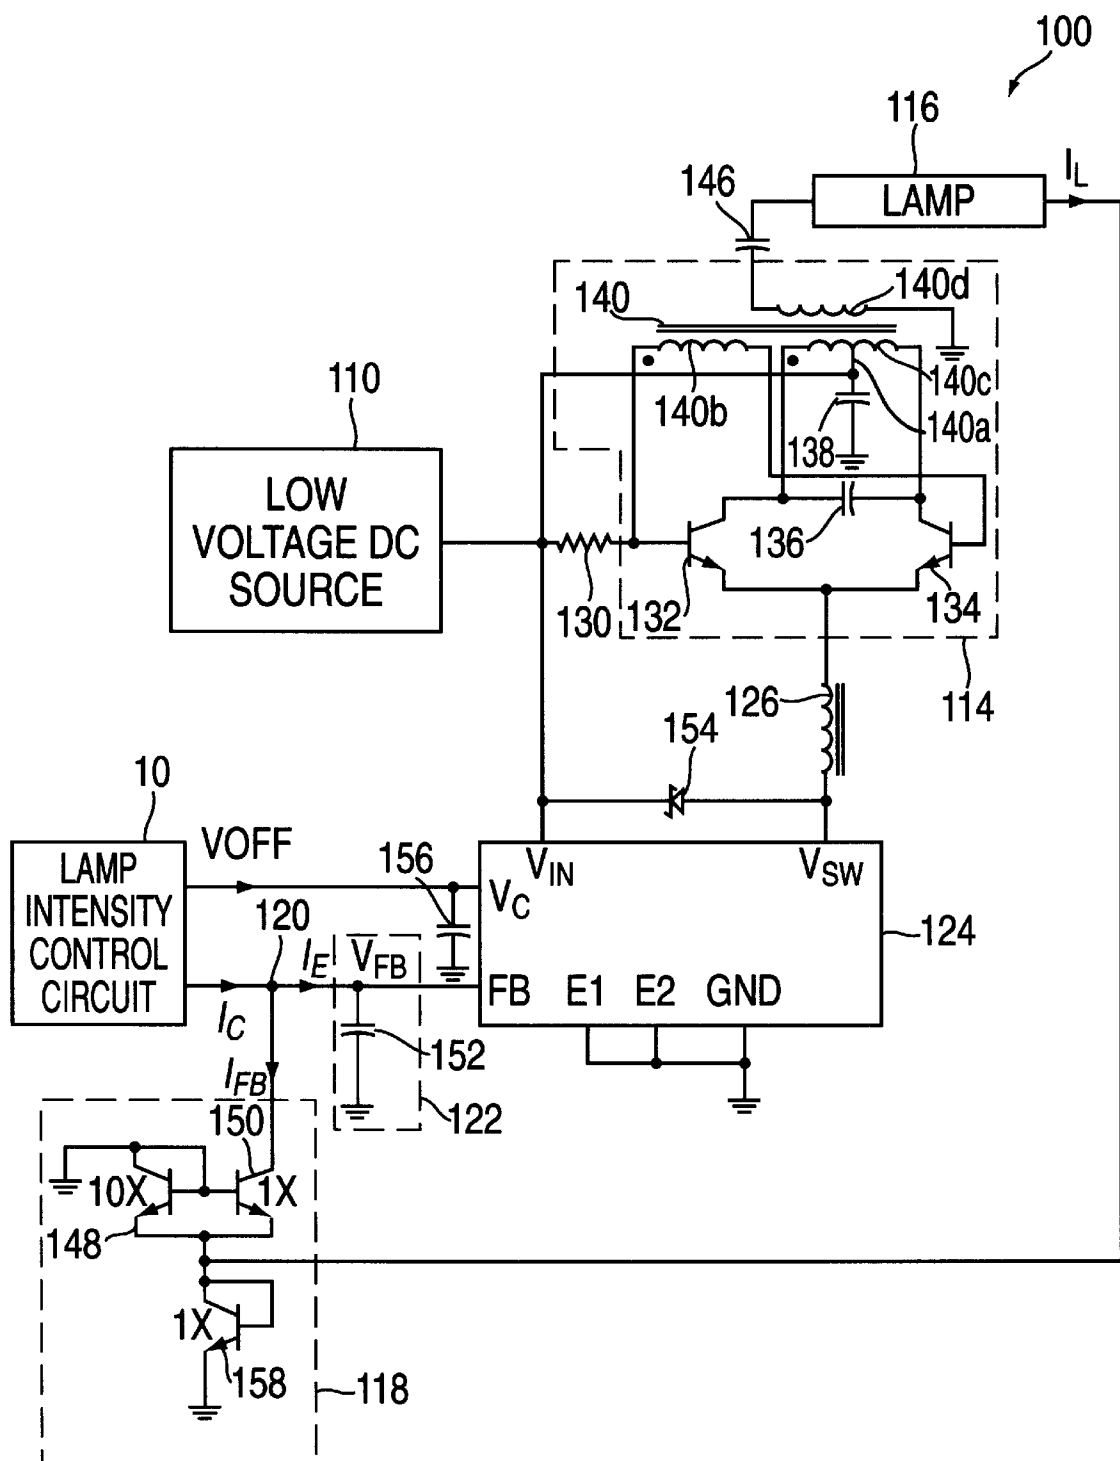 100
116
LAMP
I_L
146
140
140d
140b
140c
140a
138
110
LOW
VOLTAGE DC
SOURCE
136
130
132
134
126
114
154
10
VOFF
LAMP
INTENSITY
CONTROL
CIRCUIT
156
V_IN
V_SW
V_C
124
120
I_E
V_FB
FB
E1
E2
GND
I_C
152
I_FB
122
150
10X
1X
148
1X
158
118